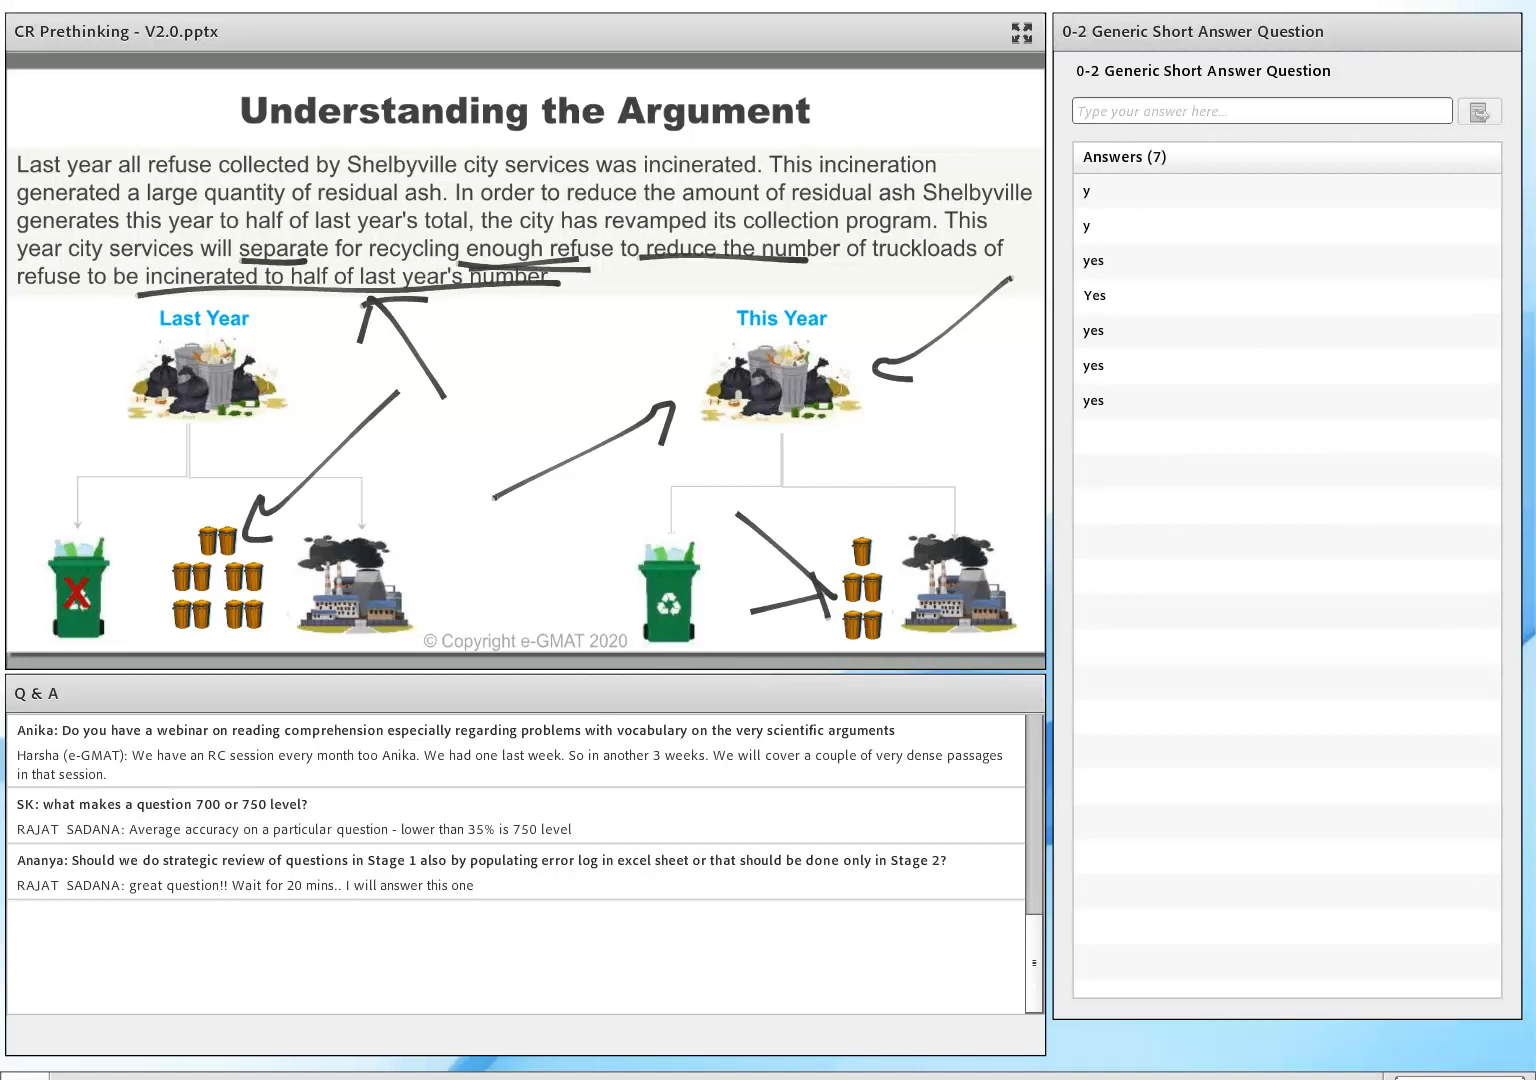 CR Prethinking - V2.0.pptx
Understanding the Argument
Last year all refuse collected by Shelbyville city services was incinerated. This incineration
generated a large quantity of residual ash. In order to reduce the amount of residual ash Shelbyville
generates this year to half of last year's total, the city has revamped its collection program. This
year city services will separate for recycling enough refuse to reduce the number of truckloads of
refuse to be incinerated to half of last year's number.
Last Year
This Year
X
© Copyright e-GMAT 2020
Q & A
Anika: Do you have a webinar on reading comprehension especially regarding problems with vocabulary on the very scientific arguments
Harsha (e-GMAT): We have an RC session every month too Anika. We had one last week. So in another 3 weeks. We will cover a couple of very dense passages
in that session.
SK: what makes a question 700 or 750 level?
RAJAT SADANA: Average accuracy on a particular question - lower than 35% is 750 level
Ananya: Should we do strategic review of questions in Stage 1 also by populating error log in excel sheet or that should be done only in Stage 2?
RAJAT SADANA: great question!! Wait for 20 mins.. I will answer this one
0-2 Generic Short Answer Question
0-2 Generic Short Answer Question
Type your answer here...
Answers (7)
y
y
yes
Yes
yes
yes
yes